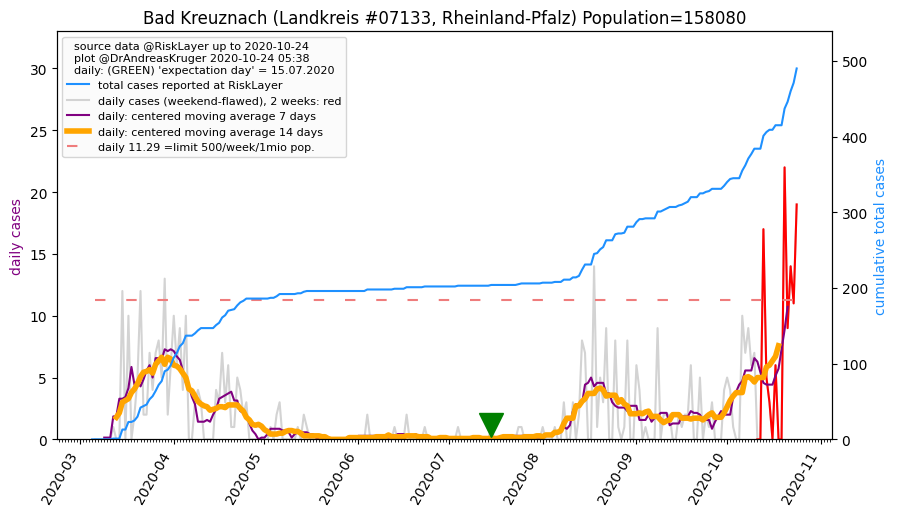 Bad Kreuznach (Landkreis #07133, Rheinland-Pfalz) Population=158080
source data @RiskLayer up to 2020-10-24
plot @DrAndreasKruger 2020-10-24 05:38
daily: (GREEN) 'expectation day' = 15.07.2020
total cases reported at RiskLayer
daily cases (weekend-flawed), 2 weeks: red
daily: centered moving average 7 days
daily: centered moving average 14 days
daily 11.29 =limit 500/week/1mio pop.
daily cases
30
25
20
15
10
5
0
cumulative total cases
500
400
300
200
100
0
2020-03
2020-04
2020-05
2020-06
2020-07
2020-08
2020-09
2020-10
2020-11